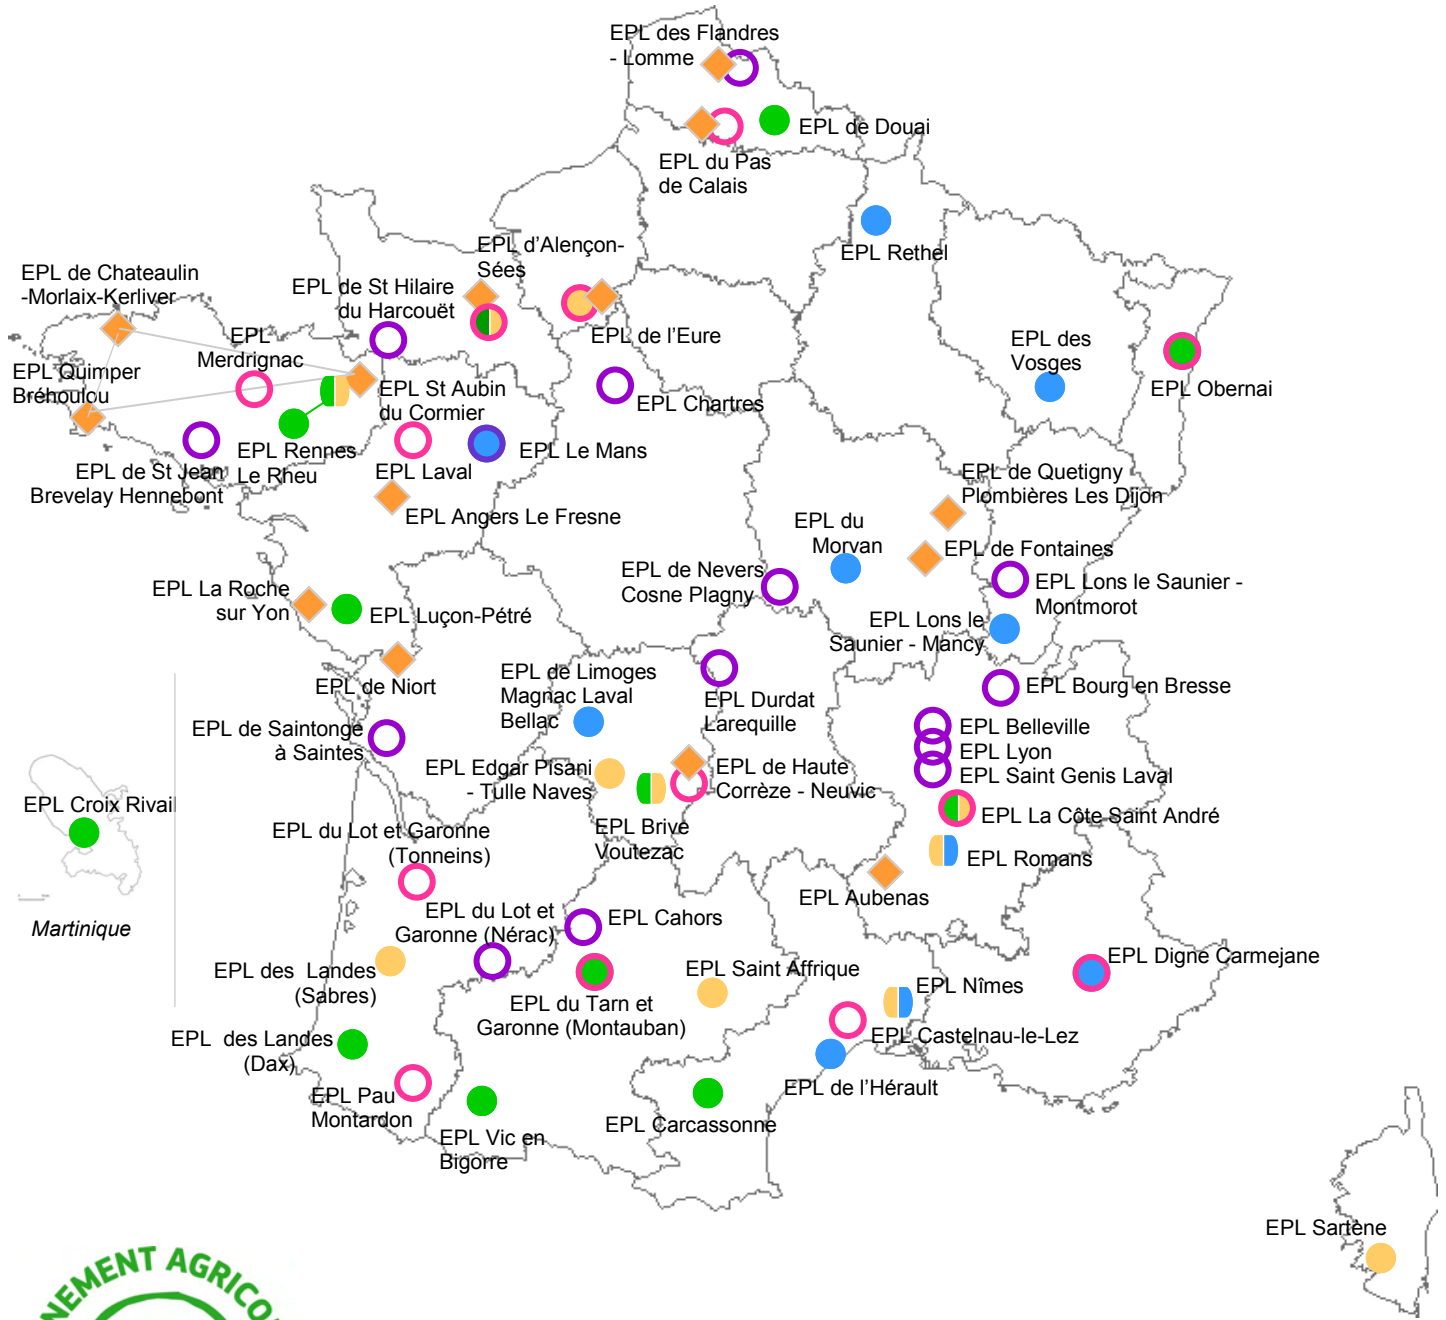 EPL des Flandres
- Lomme
EPL de Douai
EPL du Pas
de Calais
EPL Rethel
EPL d'Alençon-
Sées
EPL de Chateaulin
-Morlaix-Kerliver
EPL de St Hilaire
du Harcouët
EPL de l'Eure
EPL
Merdrignac
EPL des
Vosges
EPL Quimper
Bréhoulou
EPL Obernai
EPL St Aubin
du Cormier
EPL Chartres
EPL Rennes
Le Rheu
EPL Le Mans
EPL de St Jean
Brevelay Hennebont
EPL Laval
EPL de Quetigny
Plombières Les Dijon
EPL Angers Le Fresne
EPL du
Morvan
EPL de Fontaines
EPL de Nevers
Cosne Plagny
EPL Lons le Saunier -
Montmorot
EPL La Roche
sur Yon
EPL Luçon-Pétré
EPL Lons le
Saunier - Mancy
EPL de Niort
EPL de Limoges
Magnac Laval
Bellac
EPL Durdat
Larequille
EPL Bourg en Bresse
EPL de Saintonge
à Saintes
EPL Belleville
EPL Lyon
EPL Saint Genis Laval
EPL Edgar Pisani
- Tulle Naves
EPL de Haute
Corrèze - Neuvic
EPL Croix Rivail
EPL La Côte Saint André
EPL du Lot et Garonne
(Tonneins)
EPL Brive
Voutezac
EPL Romans
EPL Aubenas
Martinique
EPL du Lot et
Garonne (Nérac)
EPL Cahors
EPL des Landes
(Sabres)
EPL Saint Affrique
EPL Digne Carmejane
EPL du Tarn et
Garonne (Montauban)
EPL Nîmes
EPL des Landes
(Dax)
EPL Castelnau-le-Lez
EPL Pau
Montardon
EPL de l'Hérault
EPL Carcassonne
EPL Vic en
Bigorre
EPL Sartène
NEMENT AGRICO